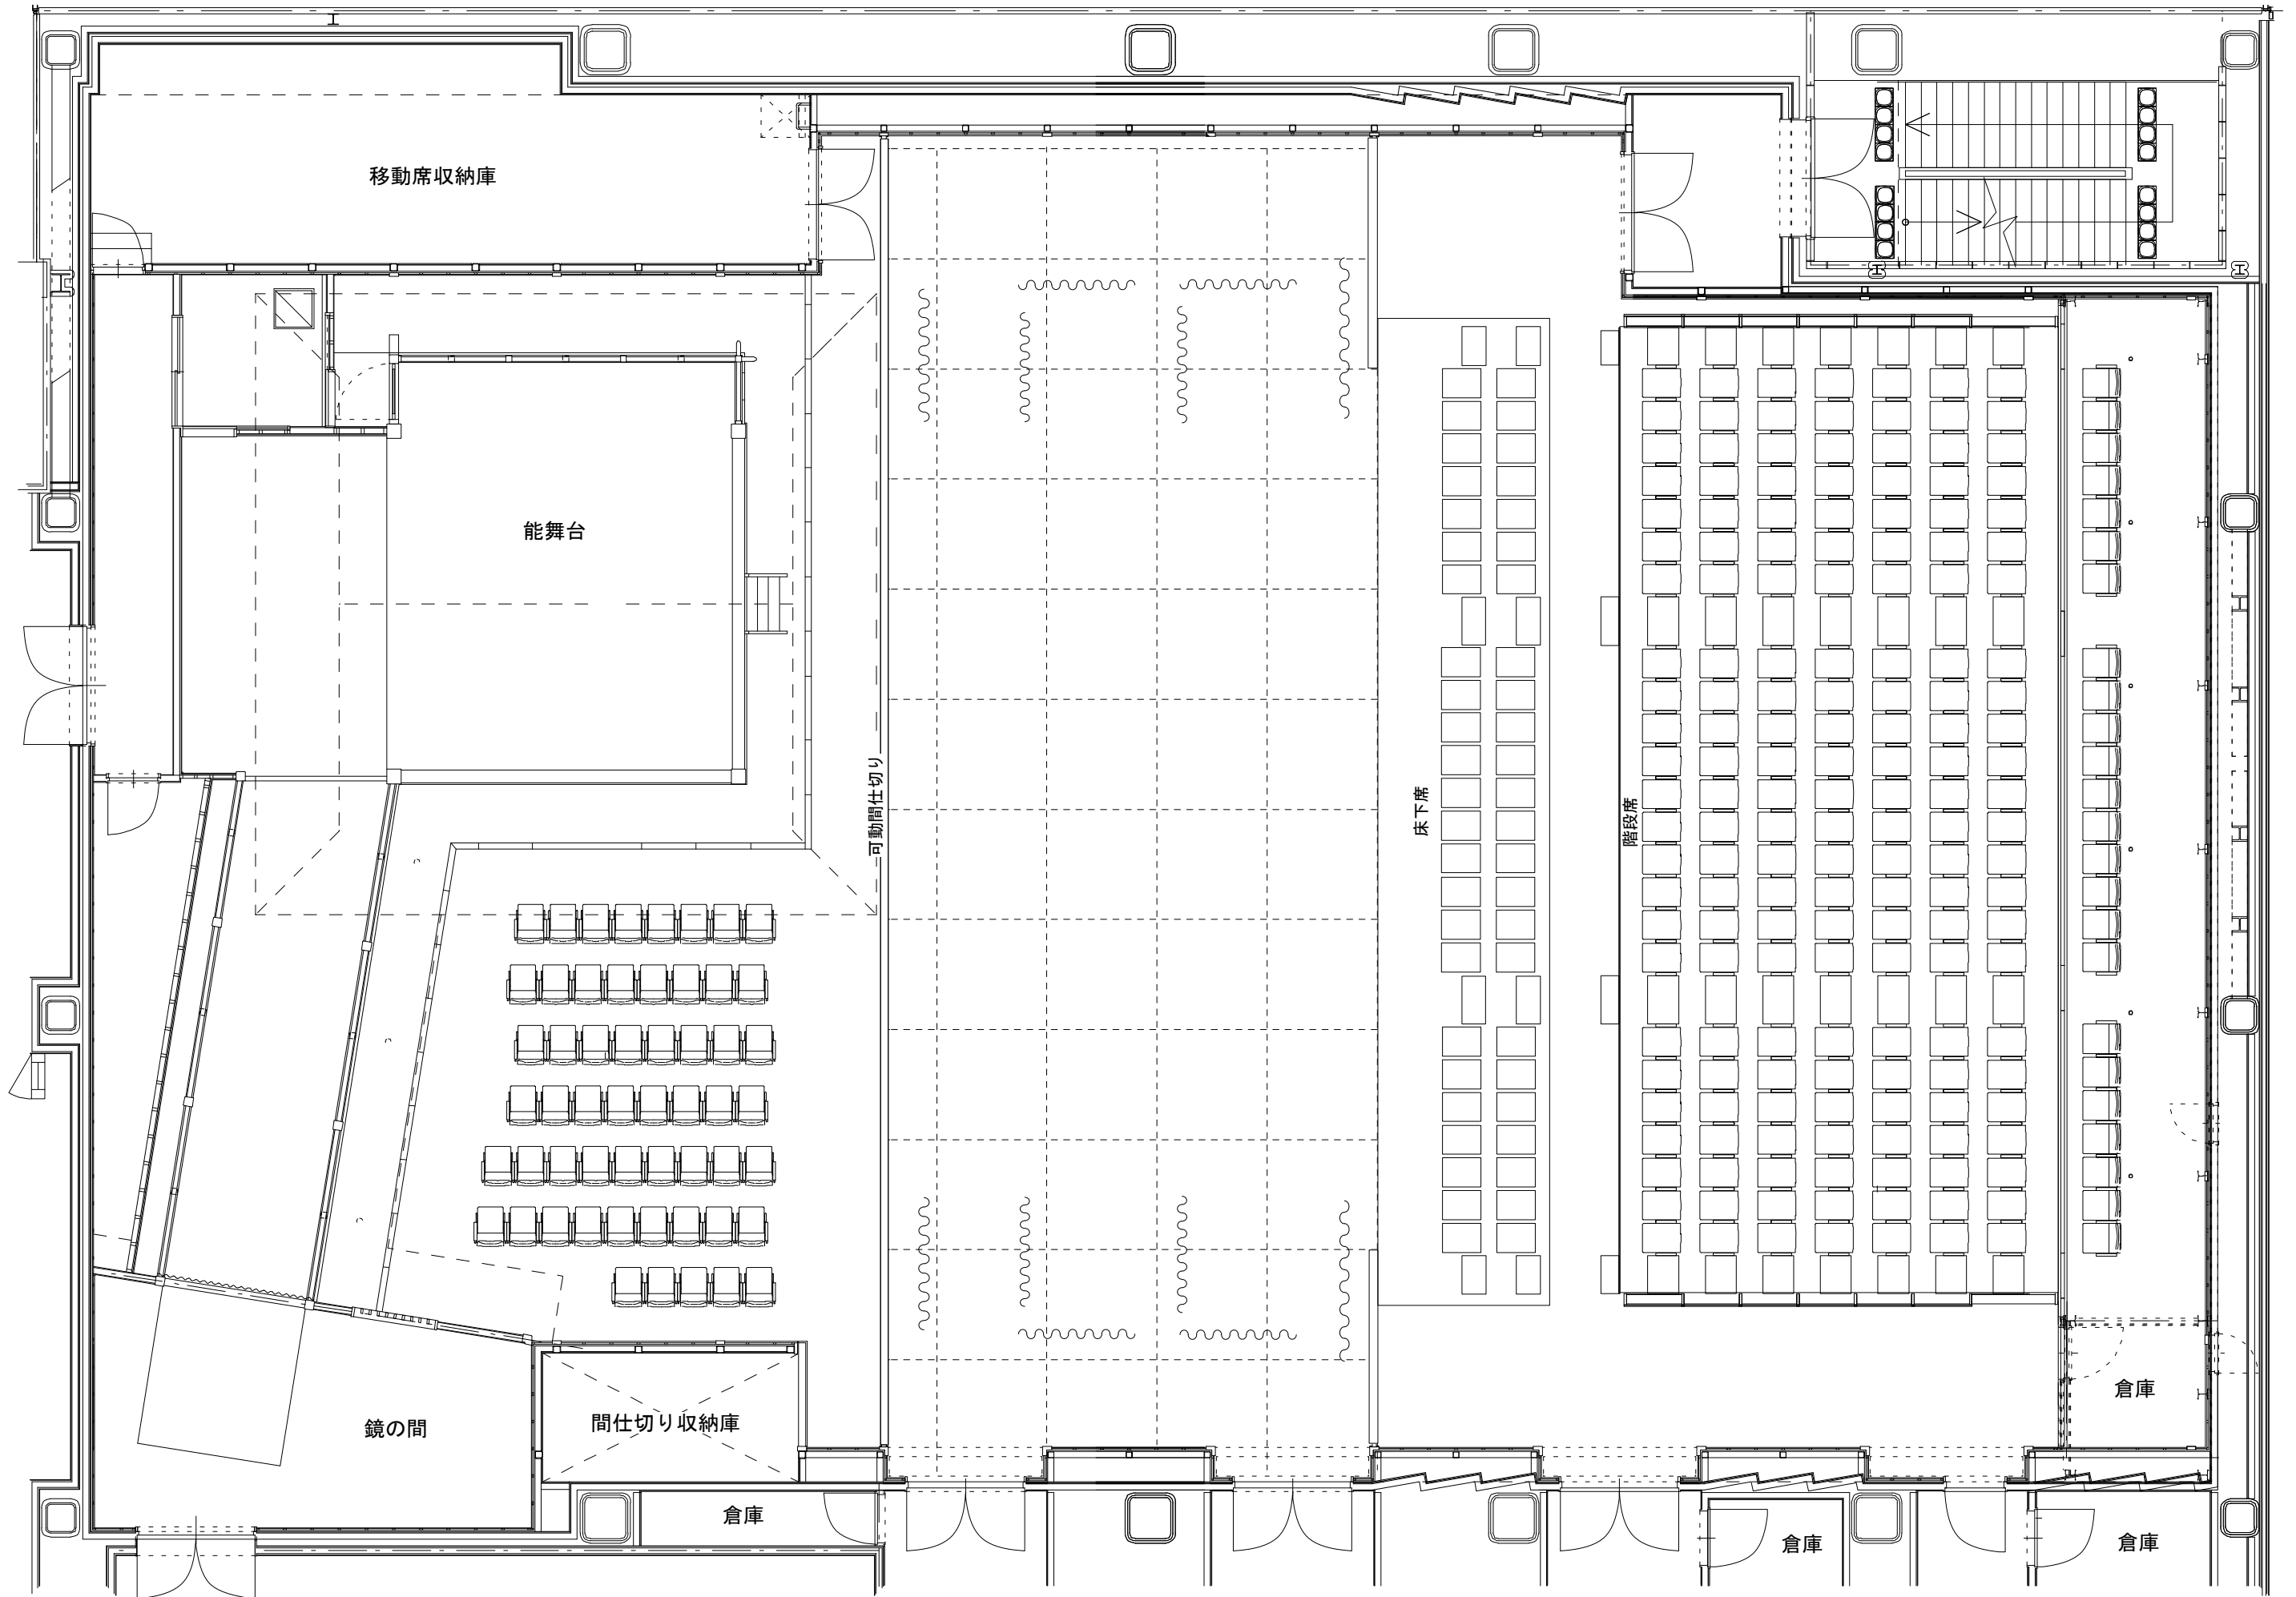 移動席収納庫
能舞台
可動間仕切り
床下席
階段席
倉庫
鏡の間
間仕切り収納庫
倉庫
倉庫
倉庫